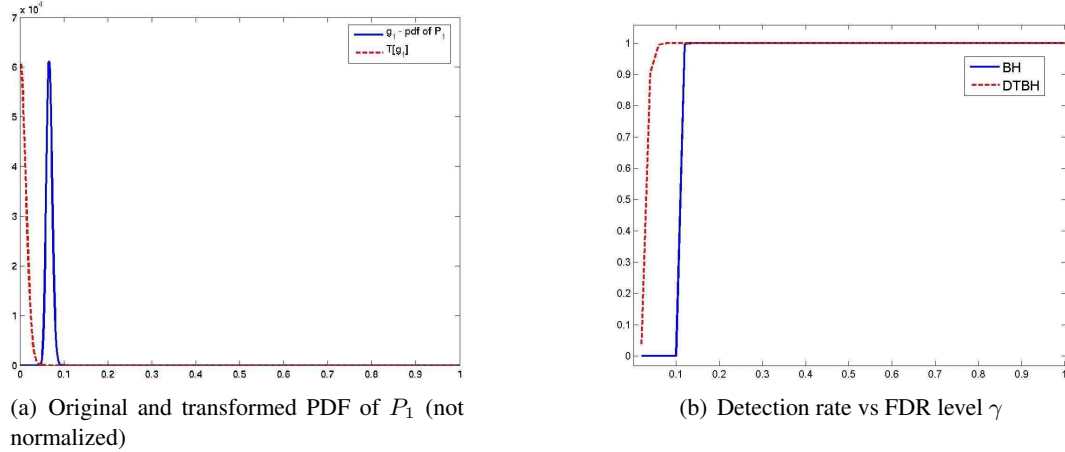 × 10⁴
7
6
5
4
3
2
1
0
0 0.1 0.2 0.3 0.4 0.5 0.6 0.7 0.8 0.9 1
g₁ - pdf of P₁
T[g₁]
(a) Original and transformed PDF of P₁ (not
normalized)
1
0.9
0.8
0.7
0.6
0.5
0.4
0.3
0.2
0.1
0
0.1 0.2 0.3 0.4 0.5 0.6 0.7 0.8 0.9 1
BH
DTBH
(b) Detection rate vs FDR level γ